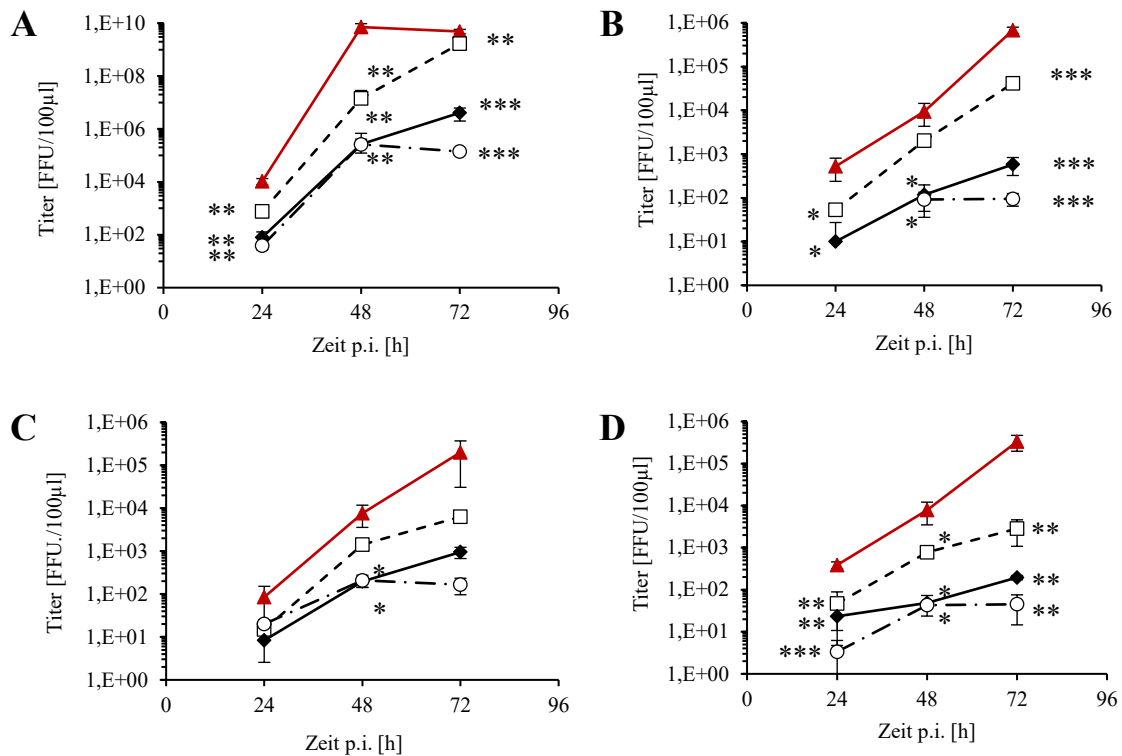 A
Titer [FFU/100µl]
1,E+10
1,E+08
1,E+06
1,E+04
1,E+02
1,E+00
**
**
**
**
**
**
**
***
***
0
24
48
72
96
Zeit p.i. [h]
B
Titer [FFU/100µl]
1,E+06
1,E+05
1,E+04
1,E+03
1,E+02
1,E+01
1,E+00
*
*
*
*
***
***
***
0
24
48
72
96
Zeit p.i. [h]
C
Titer [FFU./100µl]
1,E+06
1,E+05
1,E+04
1,E+03
1,E+02
1,E+01
1,E+00
*
*
0
24
48
72
96
Zeit p.i. [h]
D
Titer [FFU/100µl]
1,E+06
1,E+05
1,E+04
1,E+03
1,E+02
1,E+01
1,E+00
**
**
***
*
*
*
**
**
**
0
24
48
72
96
Zeit p.i. [h]